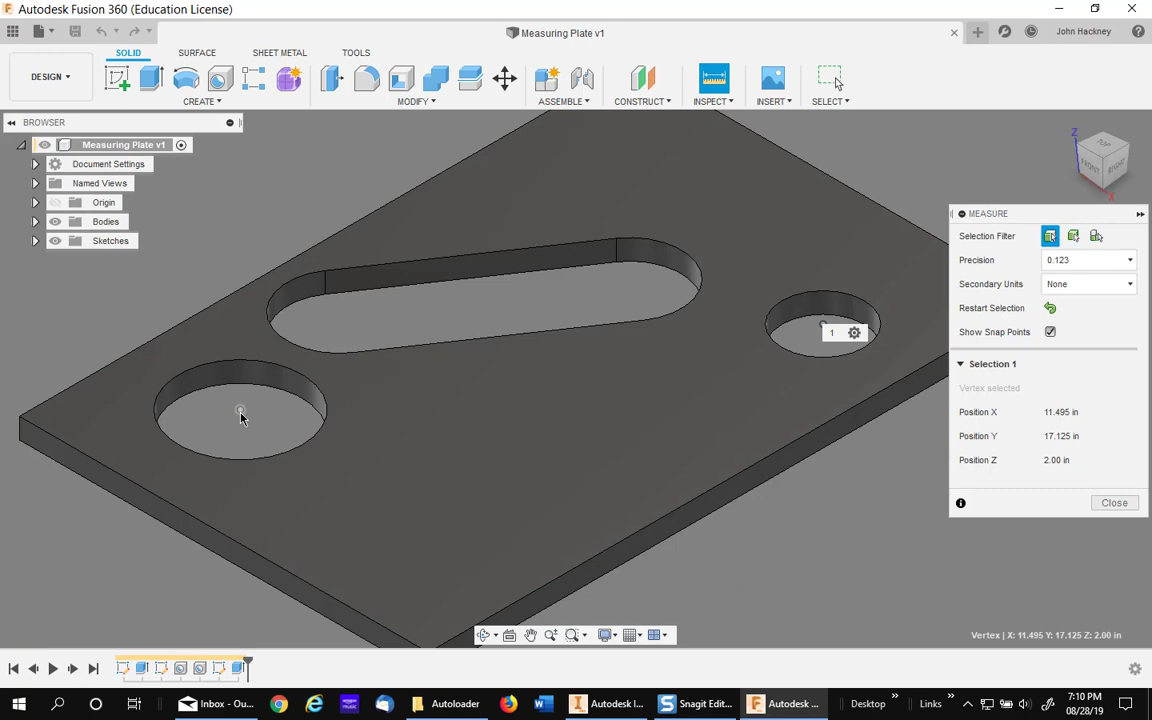 Autodesk Fusion 360 (Education License)
Measuring Plate v1
John Hackney
SOLID SURFACE SHEET METAL TOOLS
DESIGN
CREATE MODIFY ASSEMBLE CONSTRUCT INSPECT INSERT SELECT
BROWSER
Measuring Plate v1
Document Settings
Named Views
Origin
Bodies
Sketches
Z
TOP
FRONT
RIGHT
X
MEASURE
Selection Filter
Precision 0.123
Secondary Units None
Restart Selection
Show Snap Points
Selection 1
Vertex selected
Position X 11.495 in
Position Y 17.125 in
Position Z 2.00 in
Close
1
Vertex | X: 11.495 Y: 17.125 Z: 2.00 in
Inbox - Ou...
Autoloader
Autodesk I...
Snagit Edit...
Autodesk ...
Desktop
Links
7:10 PM
08/28/19